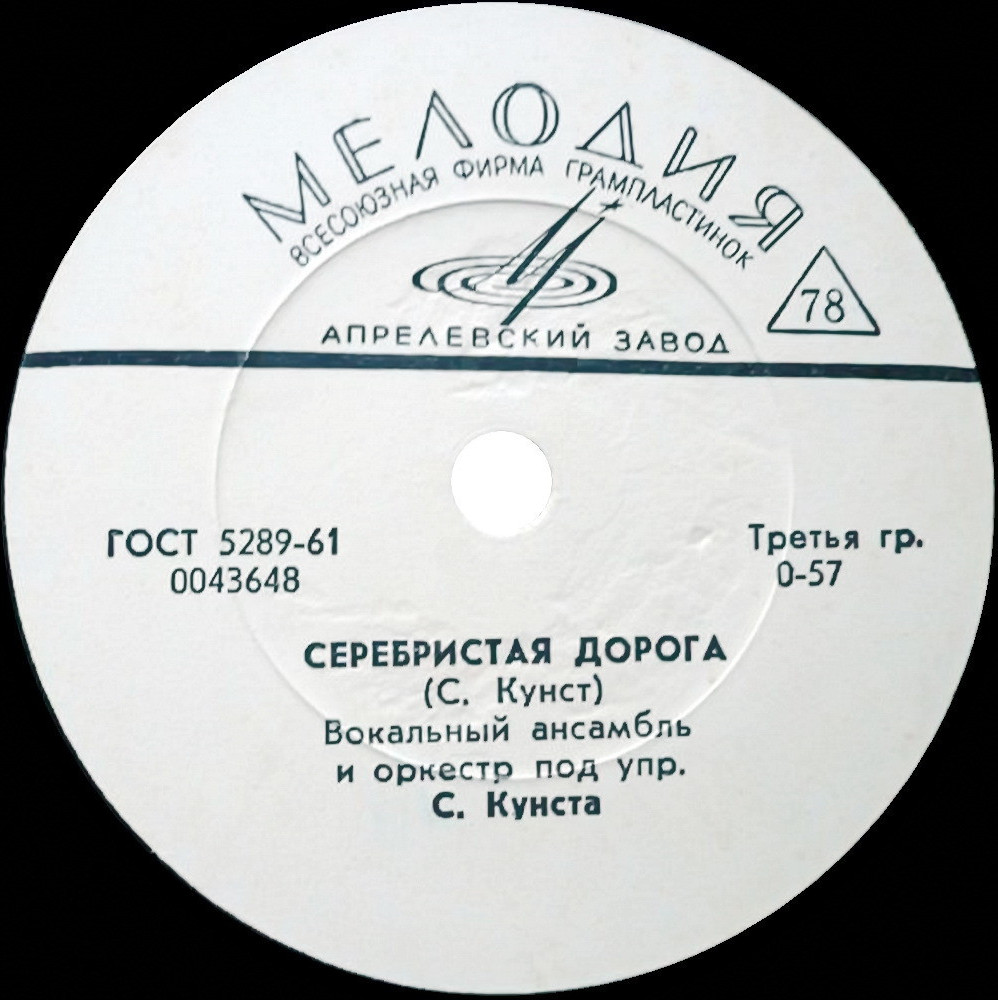 МЕЛОДИЯ
ВСЕСОЮЗНАЯ ФИРМА ГРАМПЛАСТИНОК
78
АПРЕЛЕВСКИЙ ЗАВОД
ГОСТ 5289-61
0043648
Третья гр.
0-57
СЕРЕБРИСТАЯ ДОРОГА
(С. Кунст)
Вокальный ансамбль
и оркестр под упр.
С. Кунста